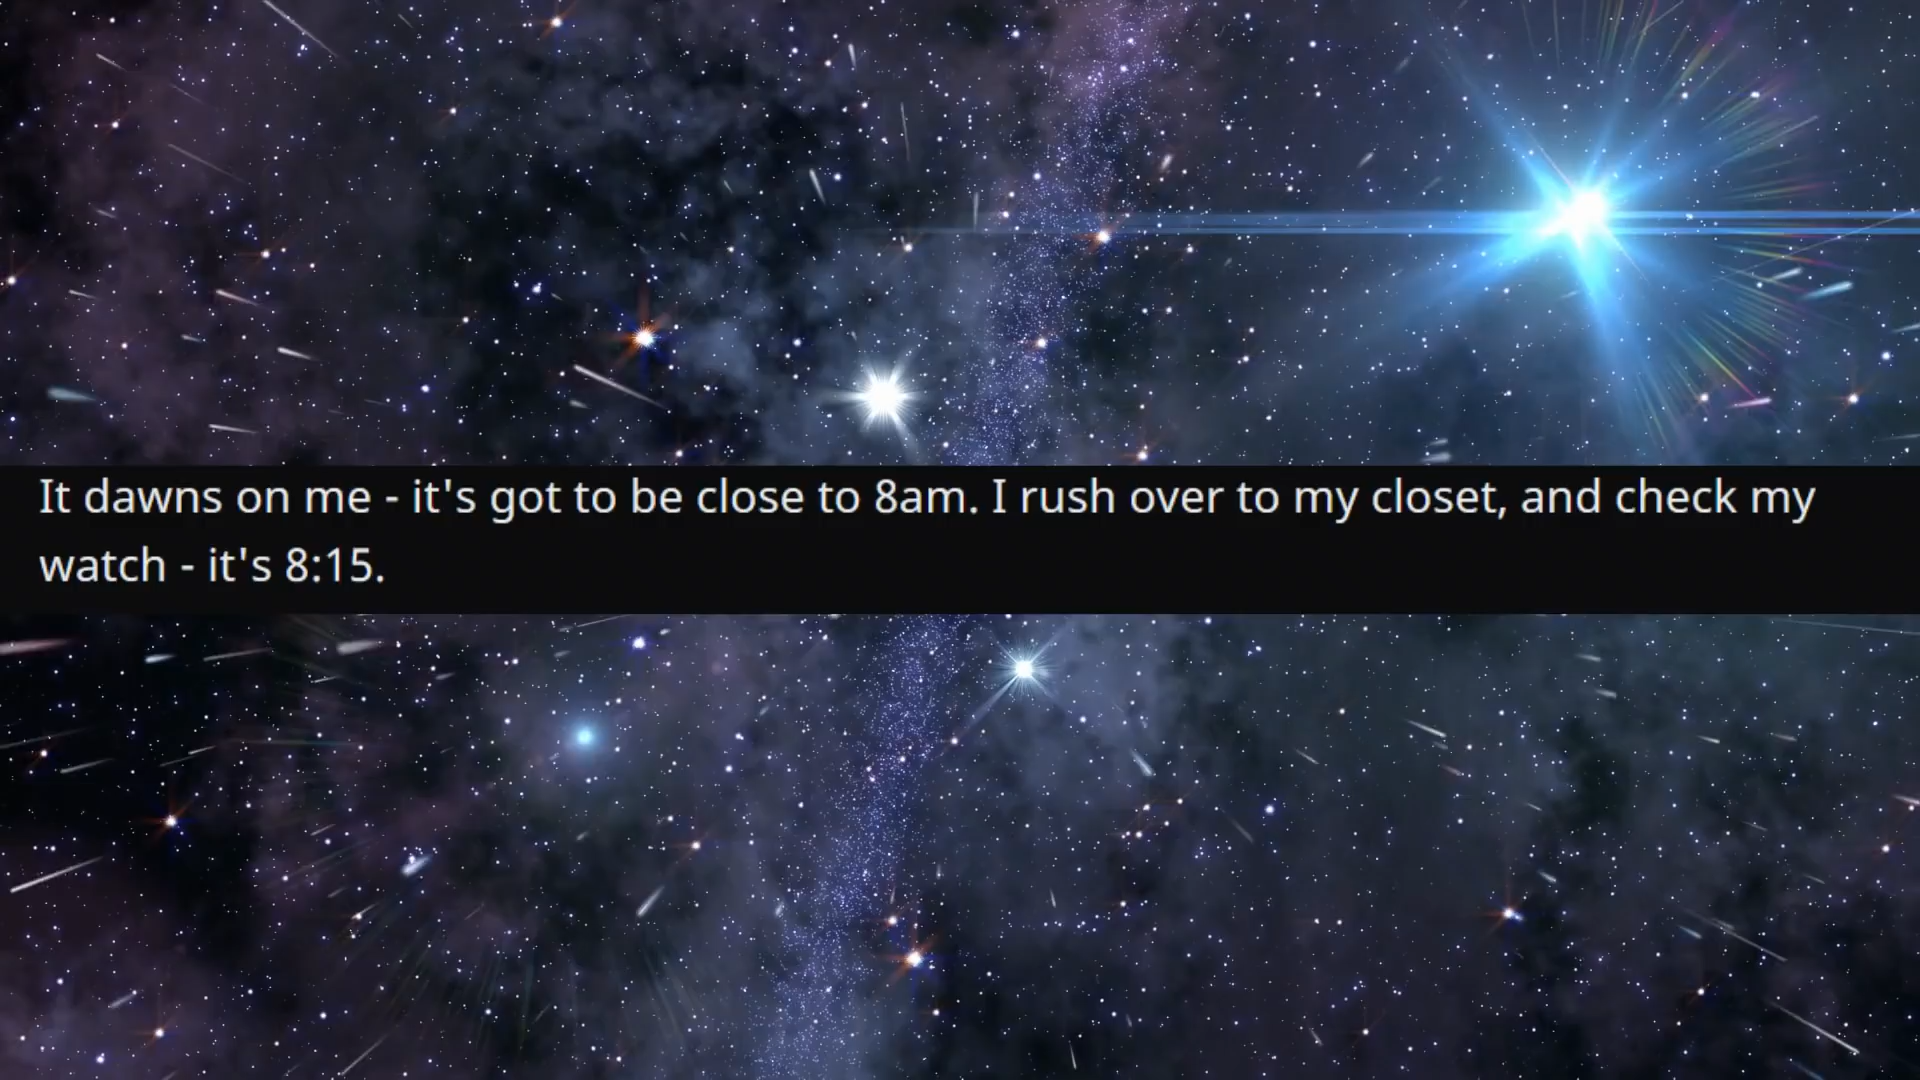 It dawns on me - it's got to be close to 8am. I rush over to my closet, and check my
watch - it's 8:15.